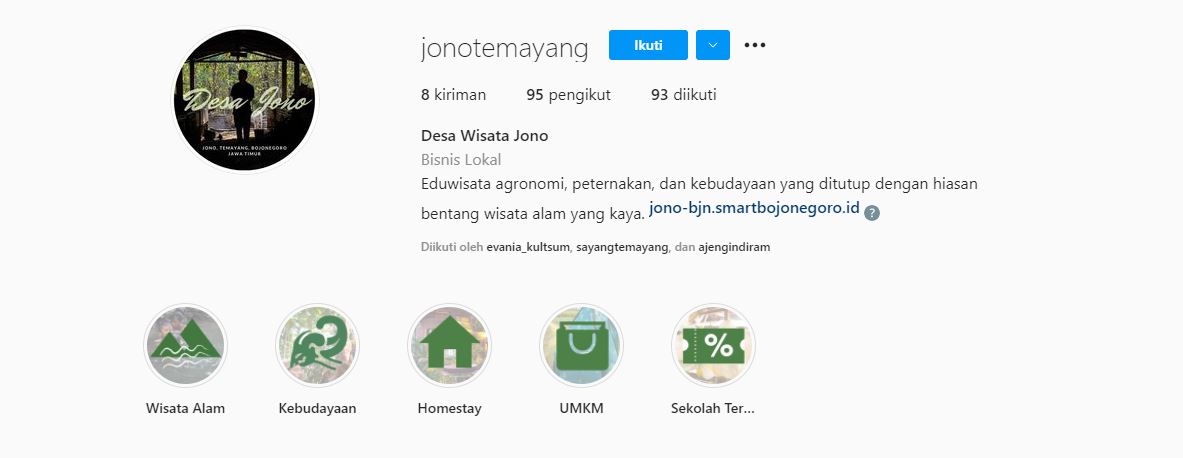 jonotemayang Ikuti
8 kiriman 95 pengikut 93 diikuti
Desa Jono
JONO, TEMAYANG, BOJONEGORO
JAWA TIMUR
Desa Wisata Jono
Bisnis Lokal
Eduwisata agronomi, peternakan, dan kebudayaan yang ditutup dengan hiasan
bentang wisata alam yang kaya. jono-bjn.smartbojonegoro.id ?
Diikuti oleh evania_kultsum, sayangtemayang, dan ajengindiram
%
Wisata Alam Kebudayaan Homestay UMKM Sekolah Ter...